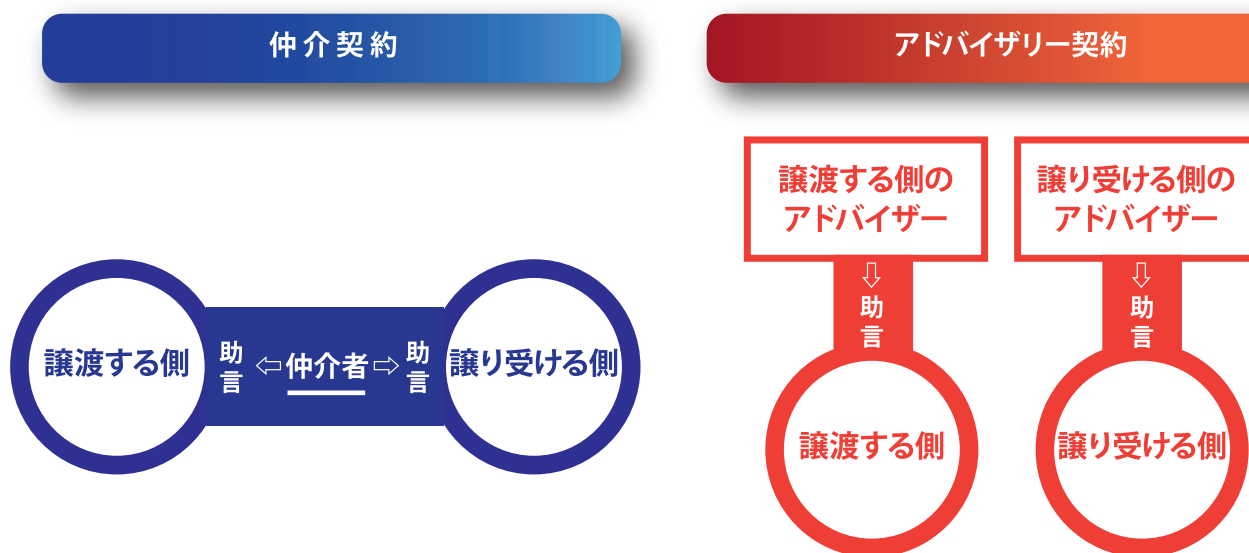 仲介契約
譲渡する側
助言
⇦仲介者⇨
助言
譲り受ける側
アドバイザリー契約
譲渡する側の
アドバイザー
⇩
助言
譲渡する側
譲り受ける側の
アドバイザー
⇩
助言
譲り受ける側